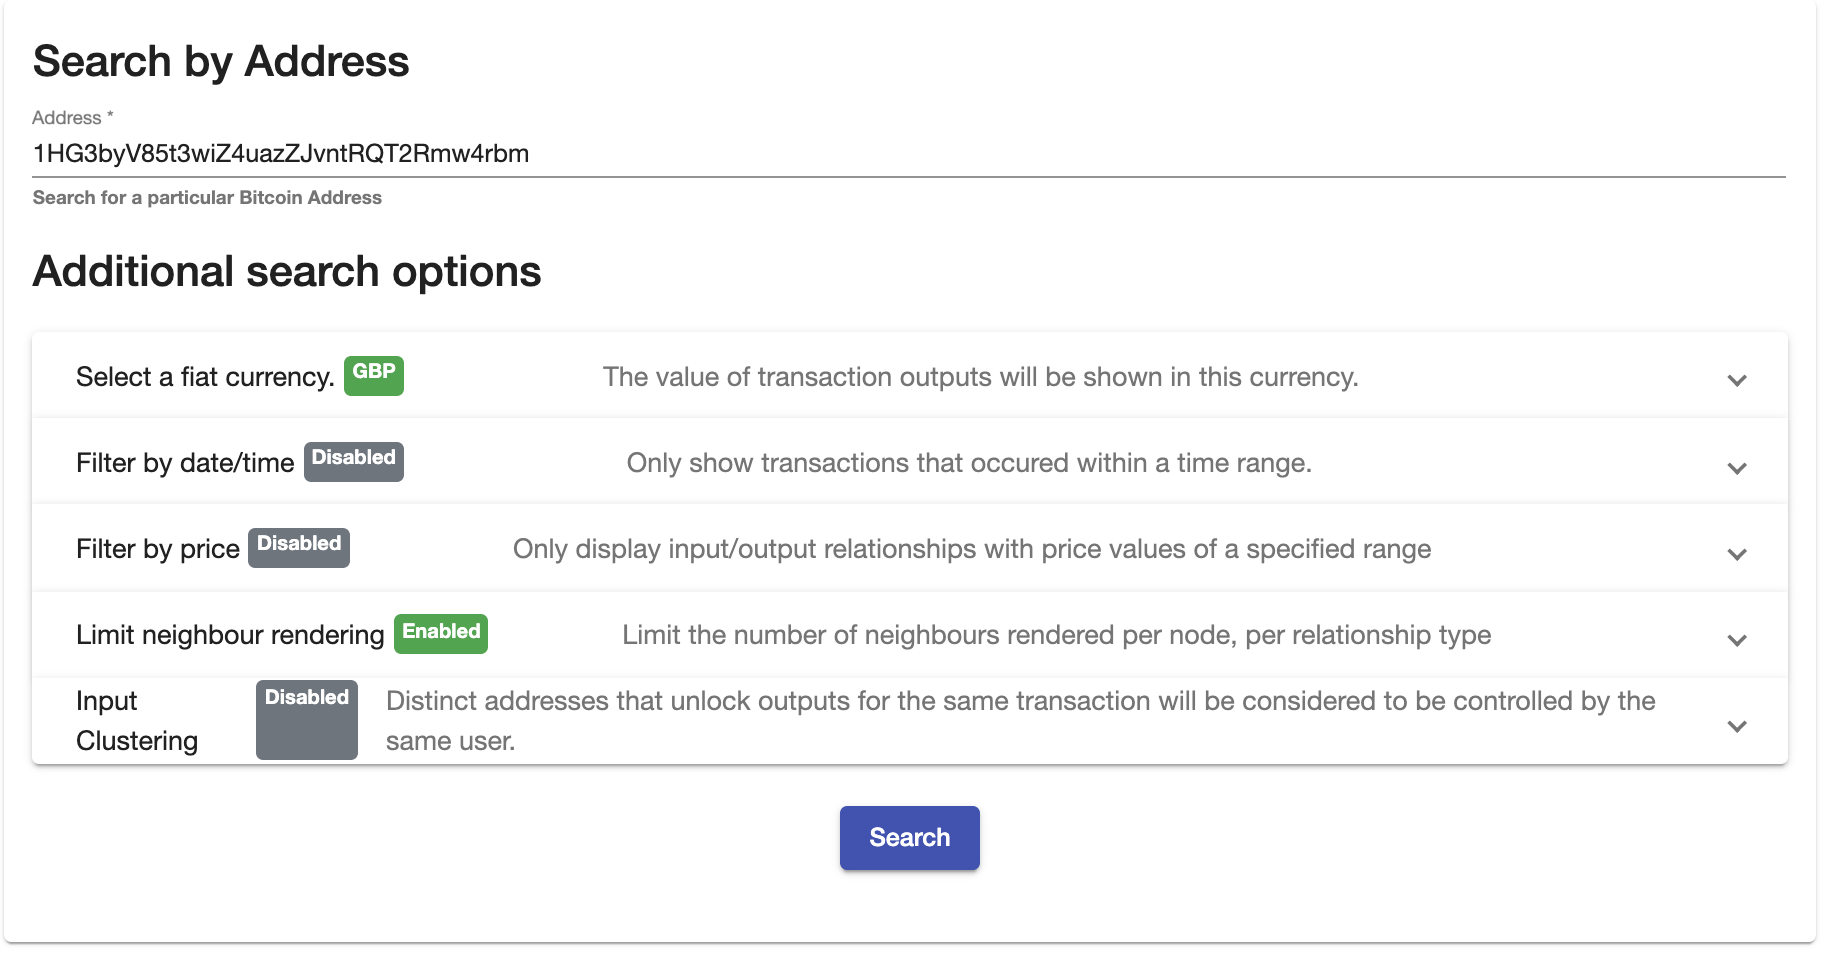 Search by Address
Address *
1HG3byV85t3wiZ4uazZJvntRQT2Rmw4rbm
Search for a particular Bitcoin Address
Additional search options
Select a fiat currency. GBP The value of transaction outputs will be shown in this currency.
Filter by date/time Disabled Only show transactions that occured within a time range.
Filter by price Disabled Only display input/output relationships with price values of a specified range
Limit neighbour rendering Enabled Limit the number of neighbours rendered per node, per relationship type
Input Clustering Disabled Distinct addresses that unlock outputs for the same transaction will be considered to be controlled by the
same user.
Search